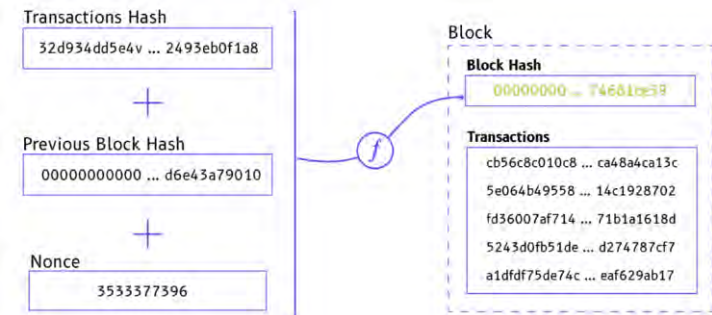 Transactions Hash
32d934dd5e4v ... 2493eb0f1a8
+
Previous Block Hash
00000000000 ... d6e43a79010
+
Nonce
3533377396
f
Block
Block Hash
00000000 ... 74681be59
Transactions
cb56c8c010c8 ... ca48a4ca13c
5e064b49558 ... 14c1928702
fd36007af714 ... 71b1a1618d
5243d0fb51de ... d274787cf7
a1dfdf75de74c ... eaf629ab17